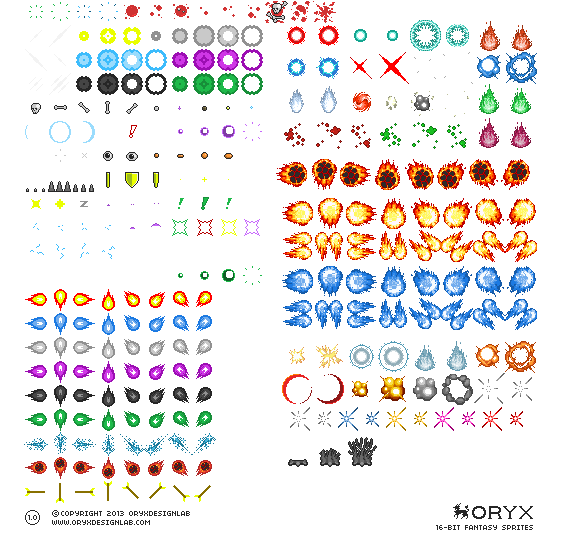 1.0
©COPYRIGHT 2013 ORYXDESIGNLAB
WWW.ORYXDESIGNLAB.COM
ORYX
16-BIT FANTASY SPRITES